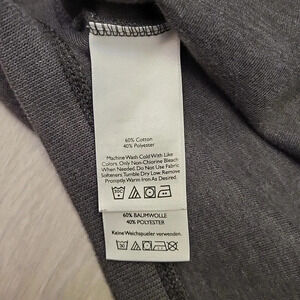 60% Cotton
40% Polyester
Machine Wash Cold With Like
Colors. Only Non-Chlorine Bleach
When Needed. Do Not Use Fabric
Softeners. Tumble Dry Low. Remove
Promptly. Warm Iron As Desired.
60% BAUMWOLLE
40% POLYESTER
Keine Weichspueler verwenden.